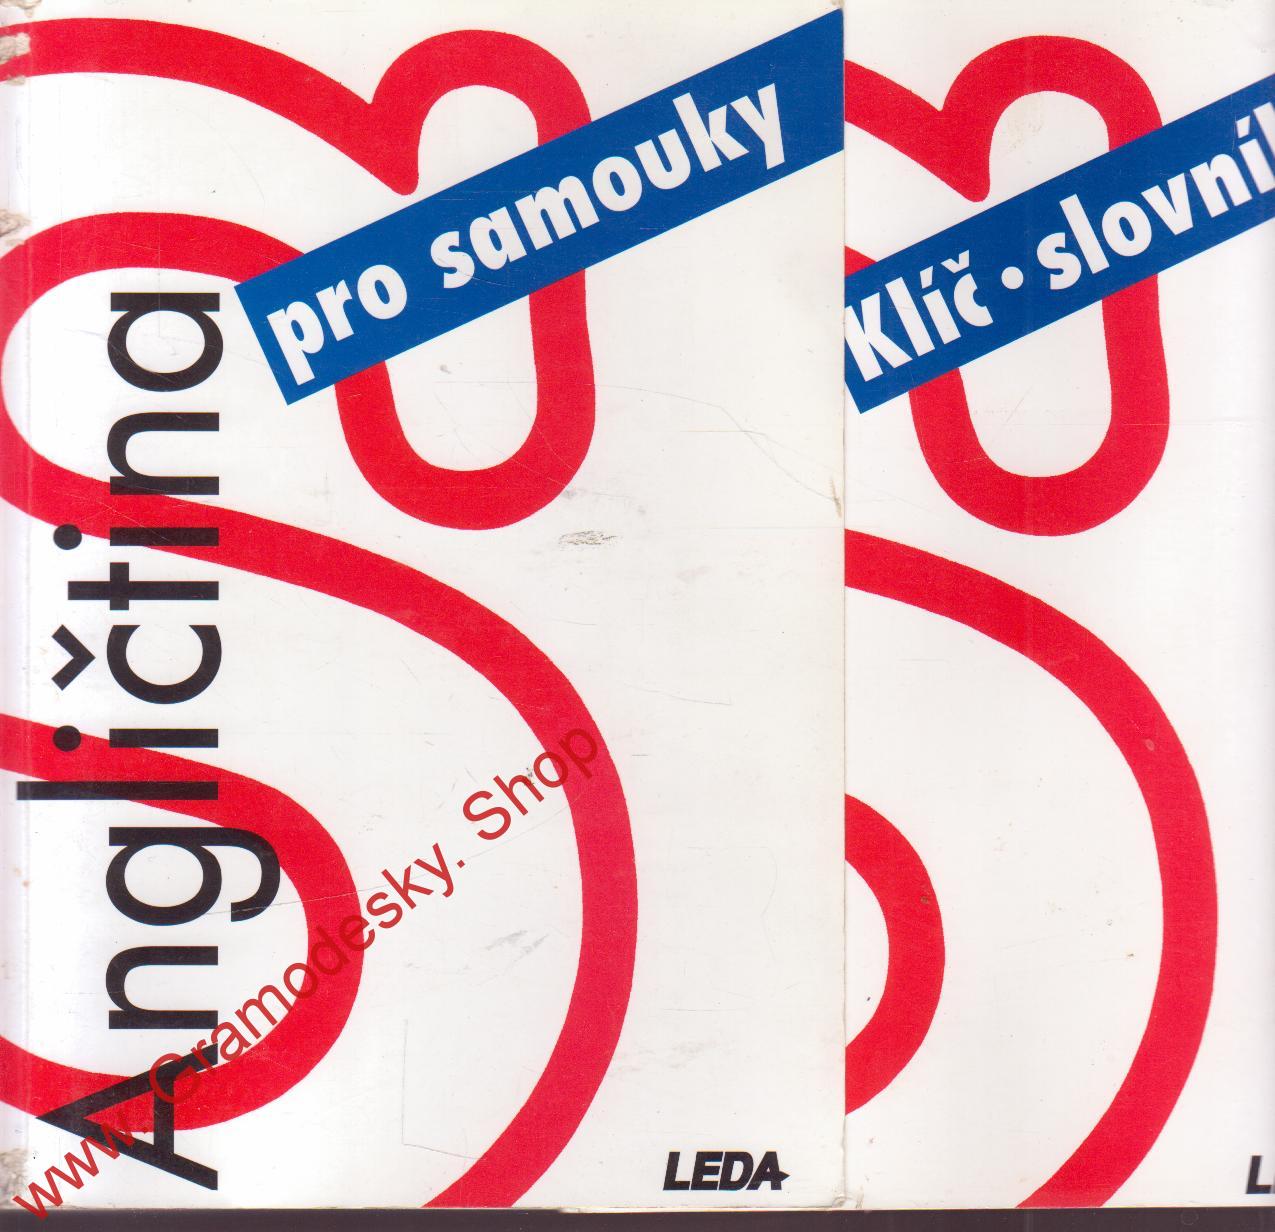 Angličtina
pro samouky
LEDA
Klíč • slovní
L
www.Gramodesky.Shop